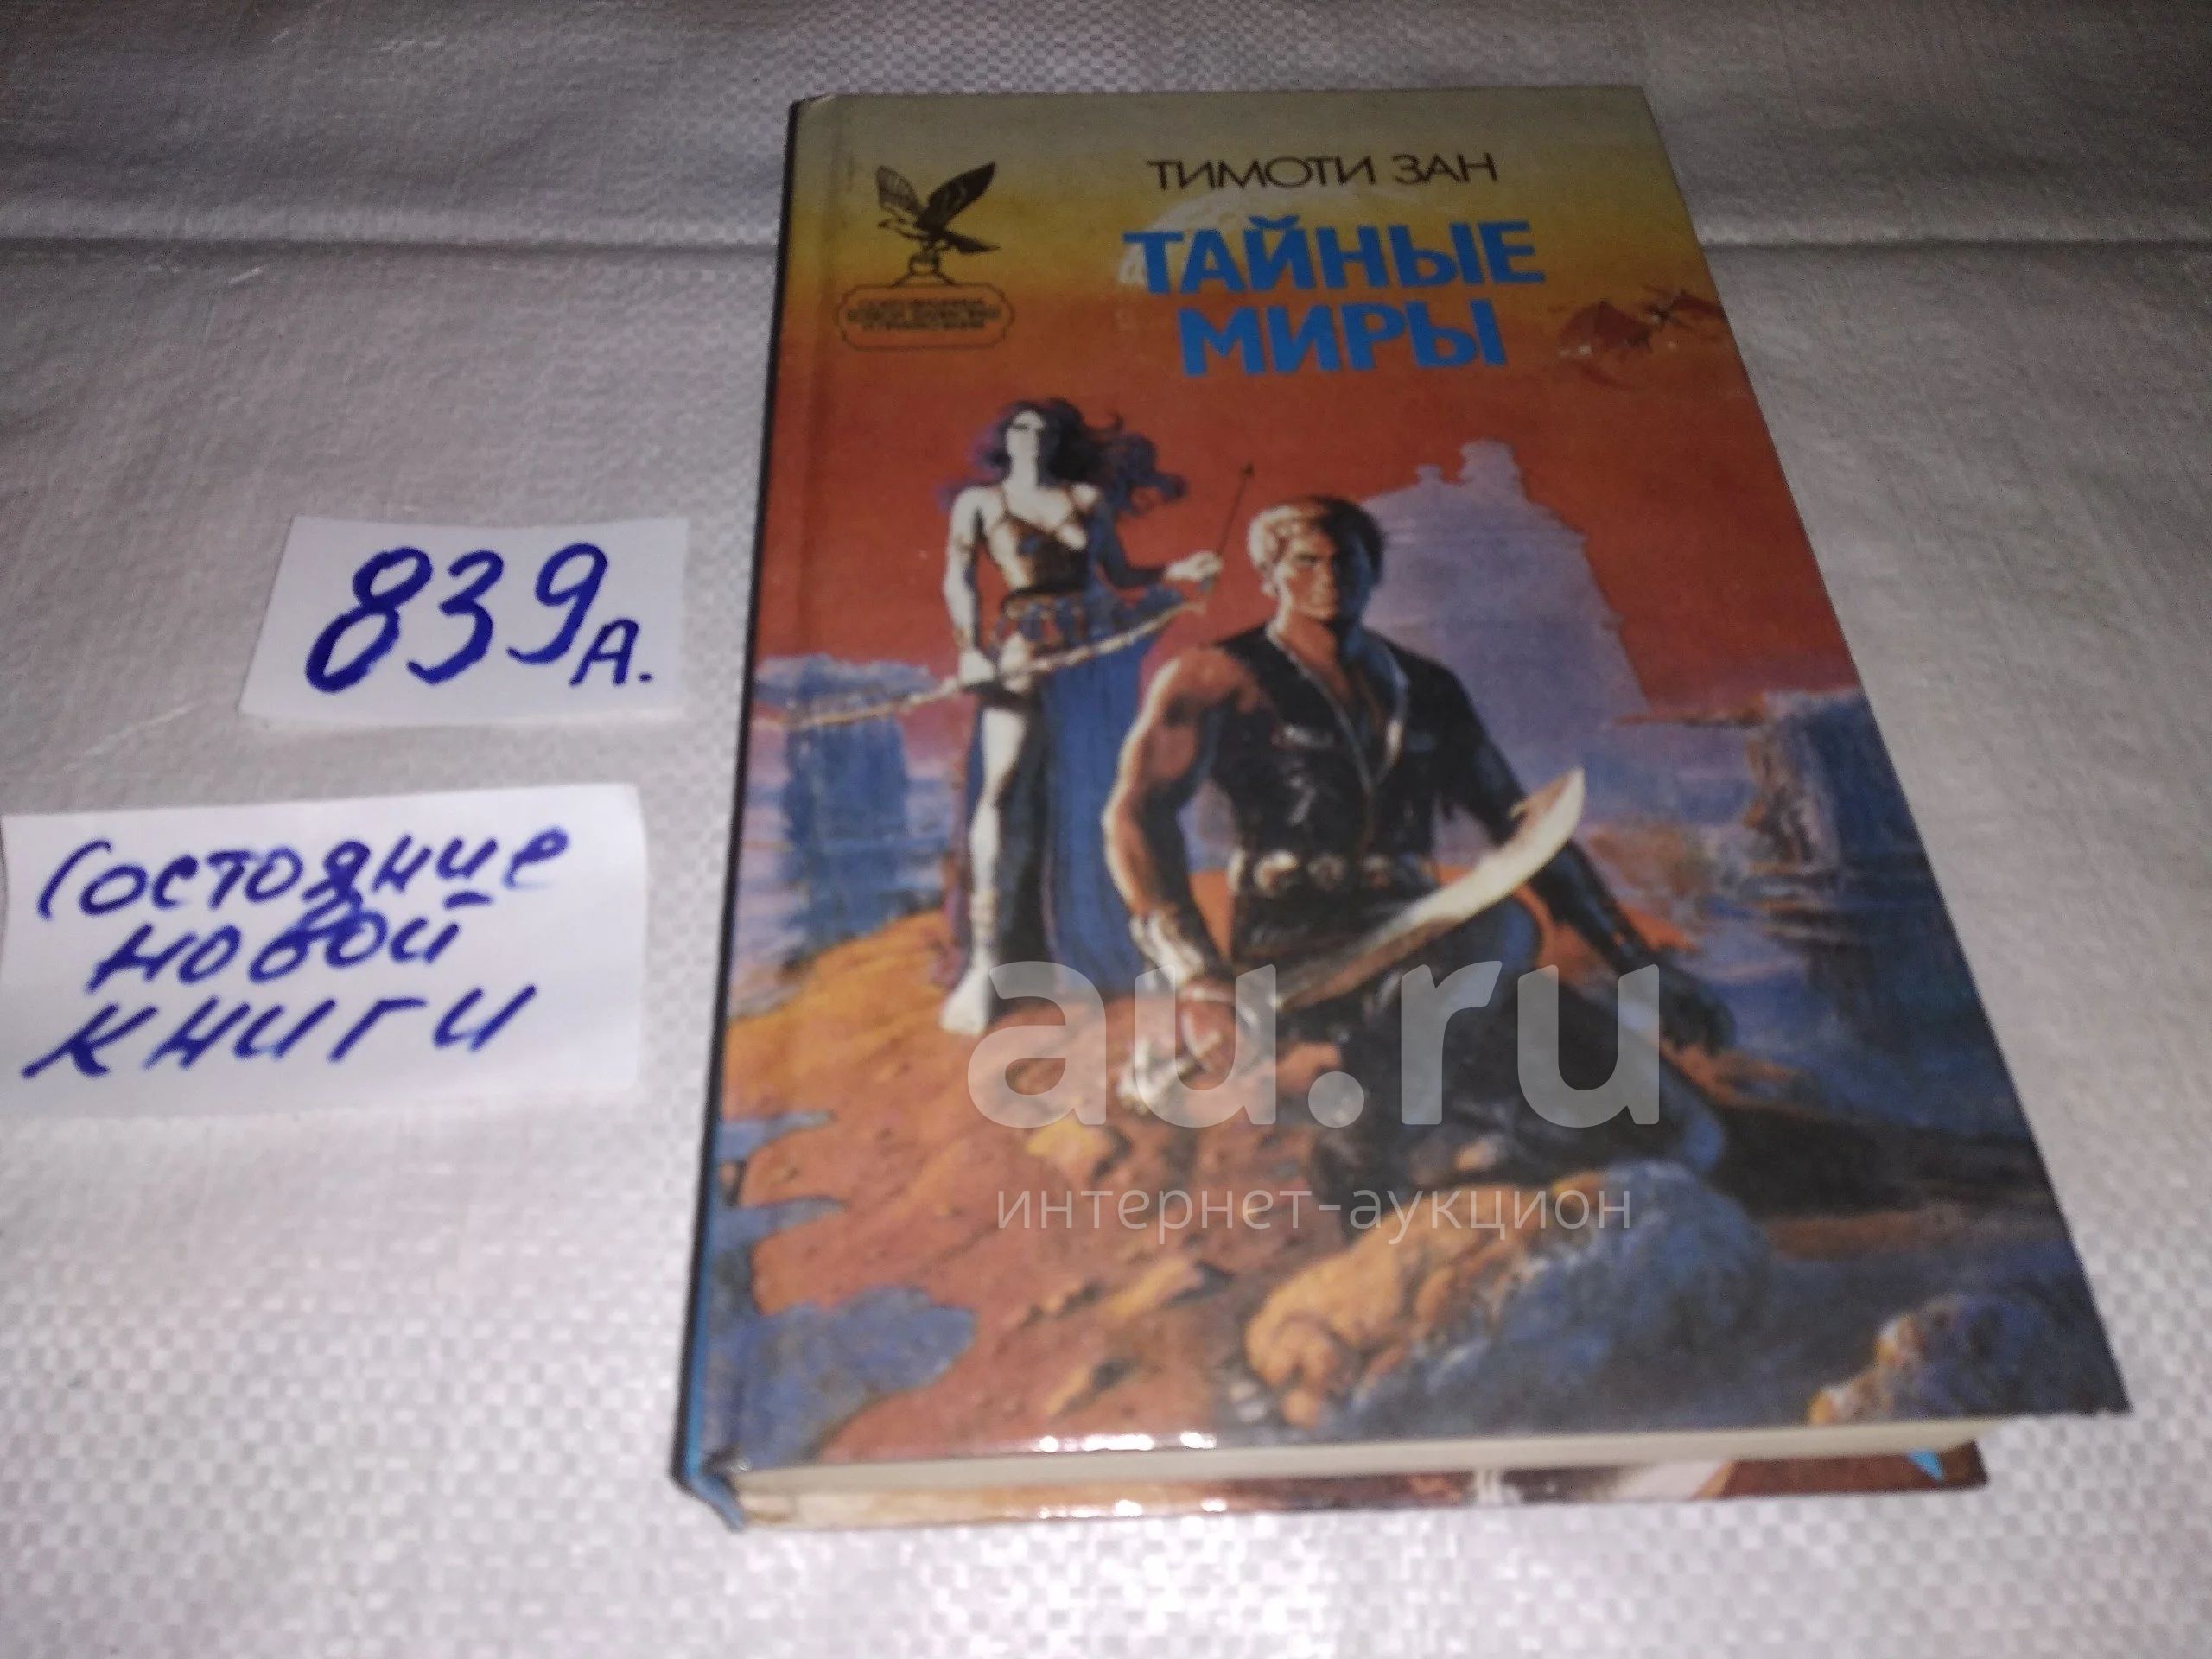 ТИМОТИ ЗАН
ТАЙНЫЕ
МИРЫ
839А.
Состояние
новой
книги
au.ru
интернет-аукцион